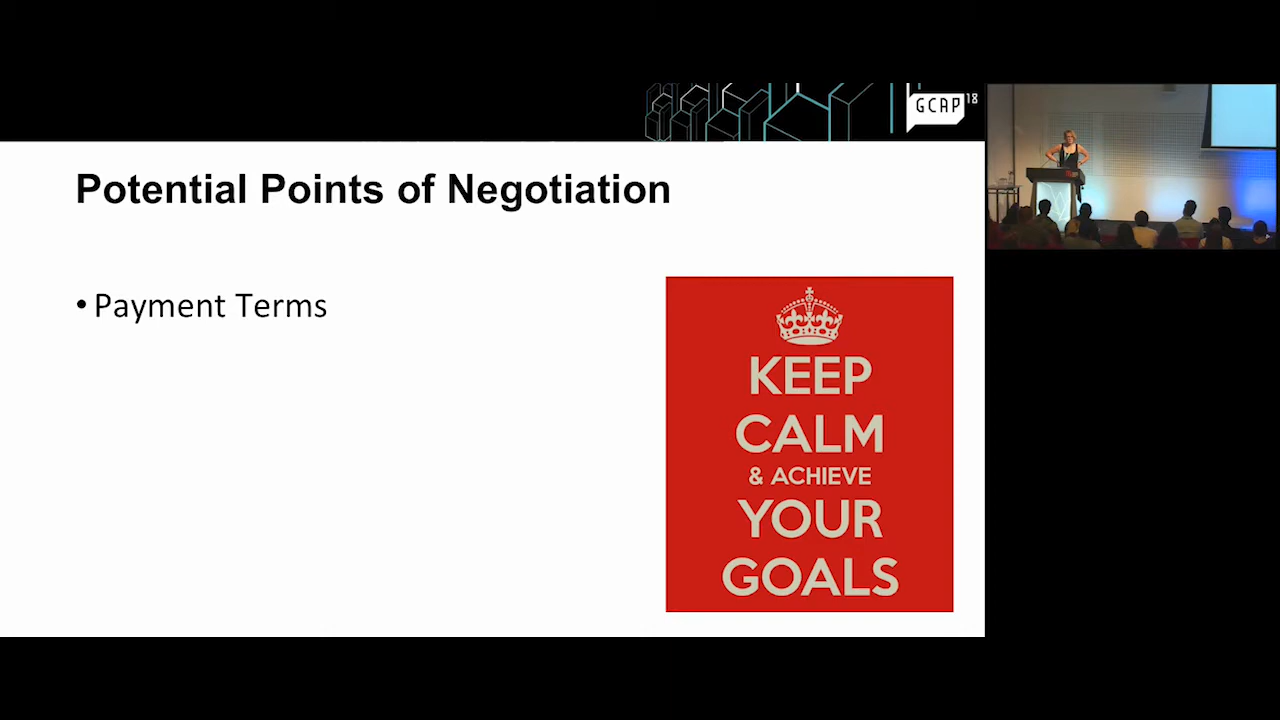 GCAP18
Potential Points of Negotiation
• Payment Terms
KEEP
CALM
& ACHIEVE
YOUR
GOALS